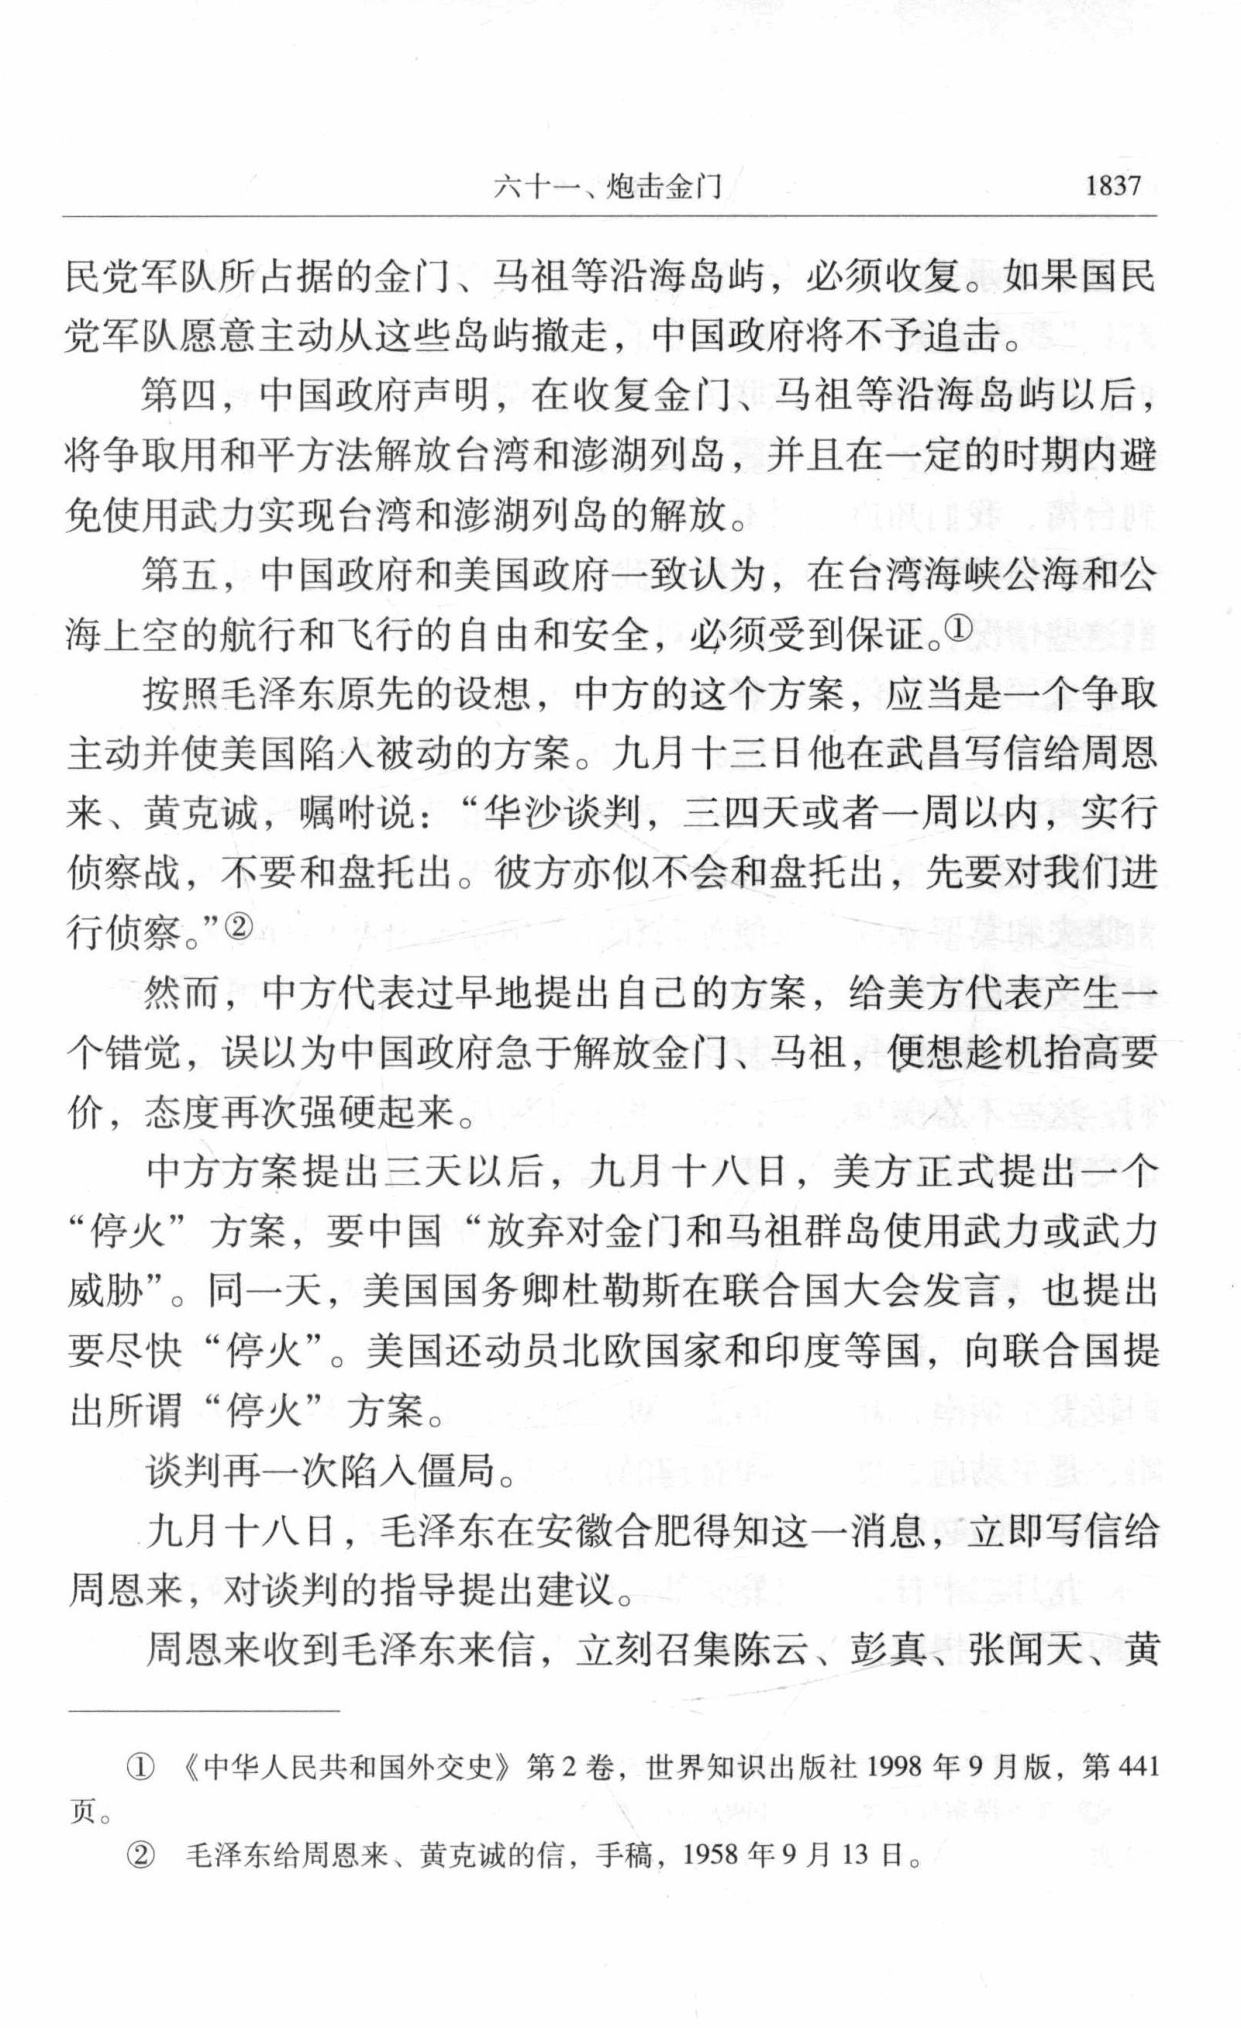 六十一、炮击金门 1837
民党军队所占据的金门、马祖等沿海岛屿，必须收复。如果国民
党军队愿意主动从这些岛屿撤走，中国政府将不予追击。
第四，中国政府声明，在收复金门、马祖等沿海岛屿以后，
将争取用和平方法解放台湾和澎湖列岛，并且在一定的时期内避
免使用武力实现台湾和澎湖列岛的解放。
第五，中国政府和美国政府一致认为，在台湾海峡公海和公
海上空的航行和飞行的自由和安全，必须受到保证。①
按照毛泽东原先的设想，中方的这个方案，应当是一个争取
主动并使美国陷入被动的方案。九月十三日他在武昌写信给周恩
来、黄克诚，嘱咐说：“华沙谈判，三四天或者一周以内，实行
侦察战，不要和盘托出。彼方亦似不会和盘托出，先要对我们进
行侦察。”②
然而，中方代表过早地提出自己的方案，给美方代表产生一
个错觉，误以为中国政府急于解放金门、马祖，便想趁机抬高要
价，态度再次强硬起来。
中方方案提出三天以后，九月十八日，美方正式提出一个
“停火”方案，要中国“放弃对金门和马祖群岛使用武力或武力
威胁”。同一天，美国国务卿杜勒斯在联合国大会发言，也提出
要尽快“停火”。美国还动员北欧国家和印度等国，向联合国提
出所谓“停火”方案。
谈判再一次陷入僵局。
九月十八日，毛泽东在安徽合肥得知这一消息，立即写信给
周恩来，对谈判的指导提出建议。
周恩来收到毛泽东来信，立刻召集陈云、彭真、张闻天、黄
① 《中华人民共和国外交史》第2卷，世界知识出版社1998年9月版，第441
页。
② 毛泽东给周恩来、黄克诚的信，手稿，1958年9月13日。